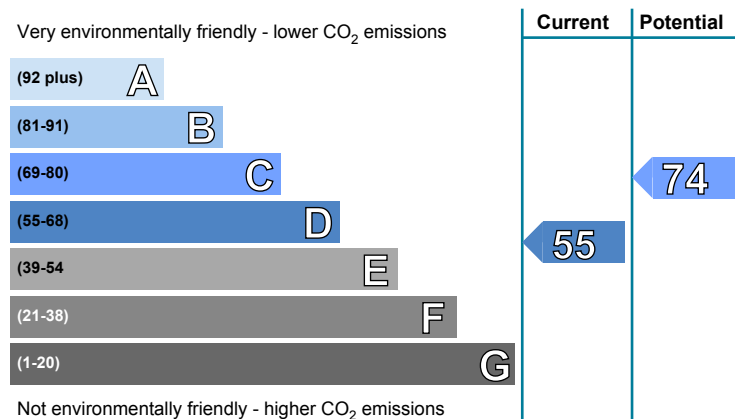 Very environmentally friendly - lower CO₂ emissions
Current
Potential
(92 plus) A
(81-91) B
(69-80) C
74
(55-68) D
55
(39-54 E
(21-38) F
(1-20) G
Not environmentally friendly - higher CO₂ emissions